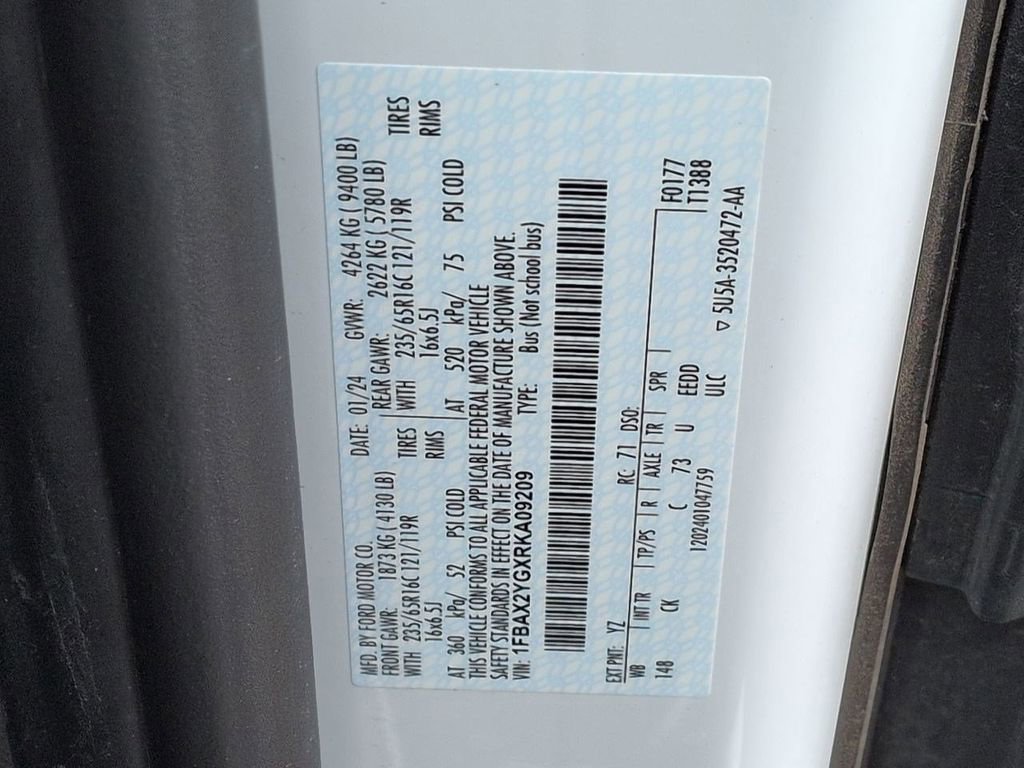 MFD. BY FORD MOTOR CO. DATE: 01/24 GVWR: 4264 KG ( 9400 LB)
FRONT GAWR: 1873 KG ( 4130 LB) REAR GAWR: 2622 KG ( 5780 LB)
WITH 235/65R16C 121/119R TIRES WITH 235/65R16C 121/119R TIRES
16x6.5J RIMS 16x6.5J RIMS
AT 360 kPa/ 52 PSI COLD AT 520 kPa/ 75 PSI COLD
THIS VEHICLE CONFORMS TO ALL APPLICABLE FEDERAL MOTOR VEHICLE
SAFETY STANDARDS IN EFFECT ON THE DATE OF MANUFACTURE SHOWN ABOVE.
VIN: 1FBAX2YGXRKA09209 TYPE: Bus (Not school bus)
EXT PNT: YZ RC: 71 DSO:
WB INT TR TP/PS R AXLE TR SPR F0177
148 CK C 73 U EEDD T1388
1202401047759 ULC
▽ 5U5A-3520472-AA